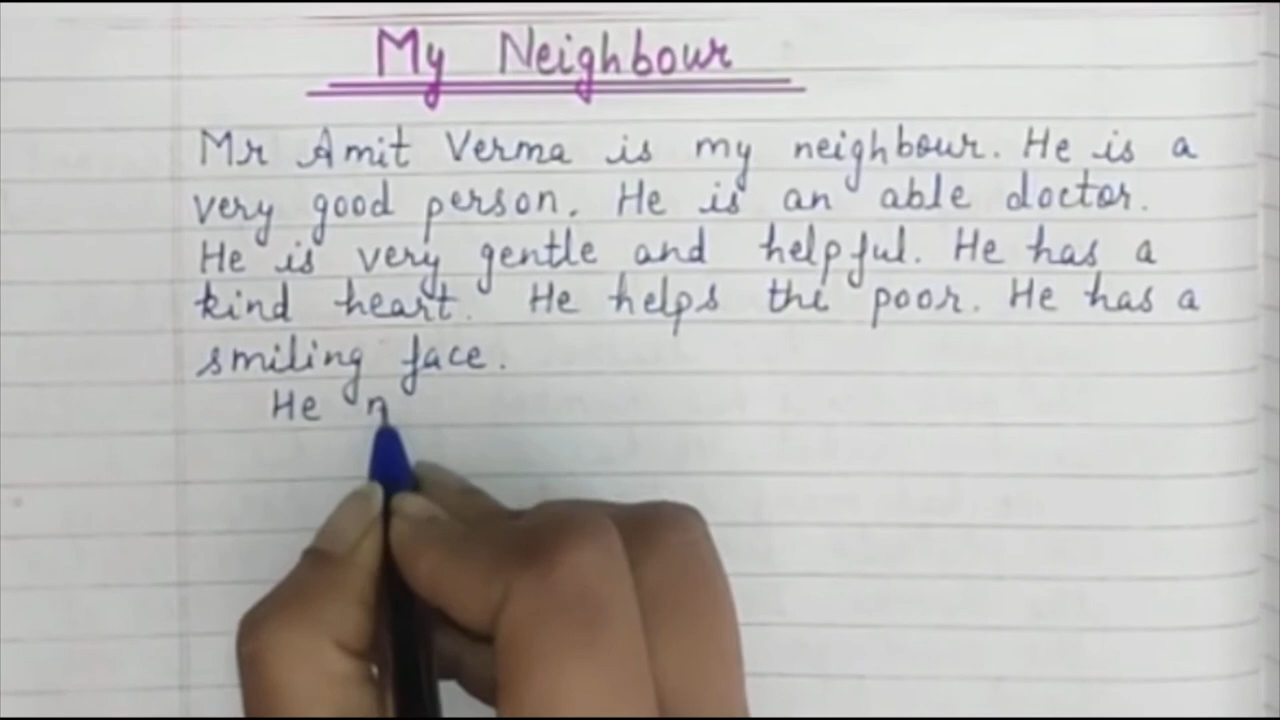 My Neighbour
Mr Amit Verma is my neighbour. He is a
very good person. He is an able doctor.
He is very gentle and helpful. He has a
kind heart. He helps the poor. He has a
smiling face.
He